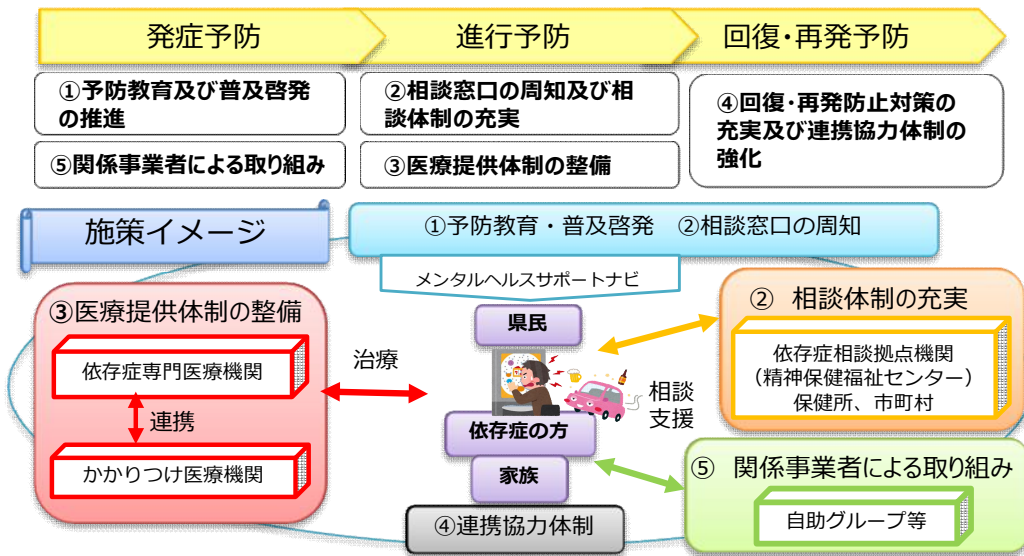 発症予防
進行予防
回復・再発予防
①予防教育及び普及啓発
の推進
⑤関係事業者による取り組み
②相談窓口の周知及び相
談体制の充実
③医療提供体制の整備
④回復・再発防止対策の
充実及び連携協力体制の
強化
施策イメージ
①予防教育・普及啓発　②相談窓口の周知
メンタルヘルスサポートナビ
③医療提供体制の整備
依存症専門医療機関
連携
かかりつけ医療機関
治療
県民
依存症の方
家族
④連携協力体制
相談
支援
②　相談体制の充実
依存症相談拠点機関
（精神保健福祉センター）
保健所、市町村
⑤　関係事業者による取り組み
自助グループ等